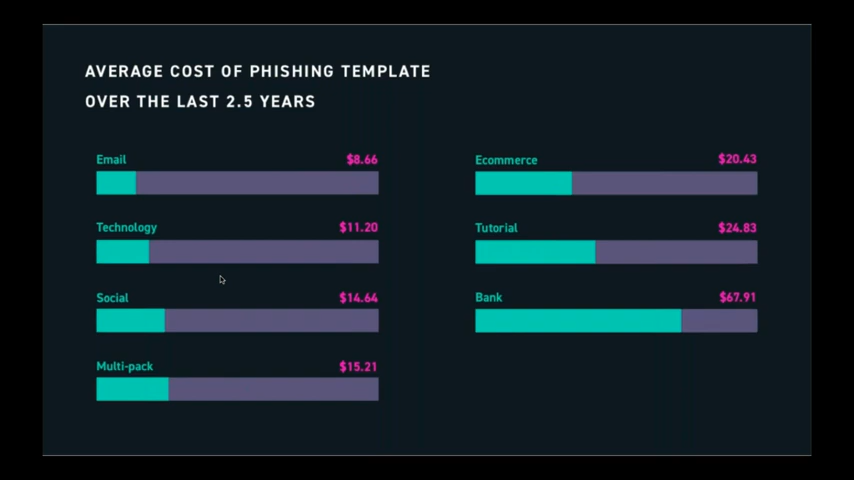 AVERAGE COST OF PHISHING TEMPLATE
OVER THE LAST 2.5 YEARS
Email $8.66
Technology $11.20
Social $14.64
Multi-pack $15.21
Ecommerce $20.43
Tutorial $24.83
Bank $67.91